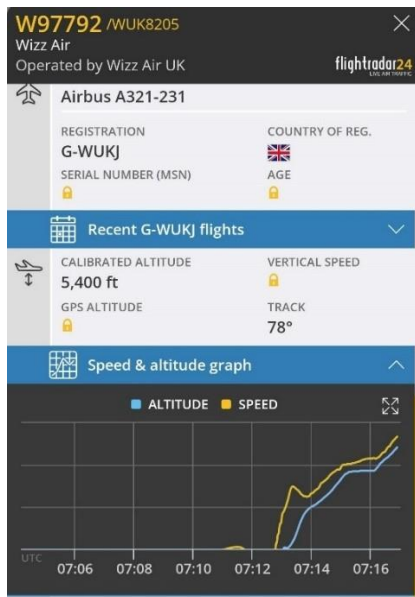 W97792 /WUK8205
Wizz Air
Operated by Wizz Air UK
flightradar24
LIVE AIR TRAFFIC
Airbus A321-231
REGISTRATION COUNTRY OF REG.
G-WUKJ
SERIAL NUMBER (MSN) AGE
Recent G-WUKJ flights
CALIBRATED ALTITUDE VERTICAL SPEED
5,400 ft
GPS ALTITUDE TRACK
78°
Speed & altitude graph
ALTITUDE SPEED
UTC
07:06 07:08 07:10 07:12 07:14 07:16